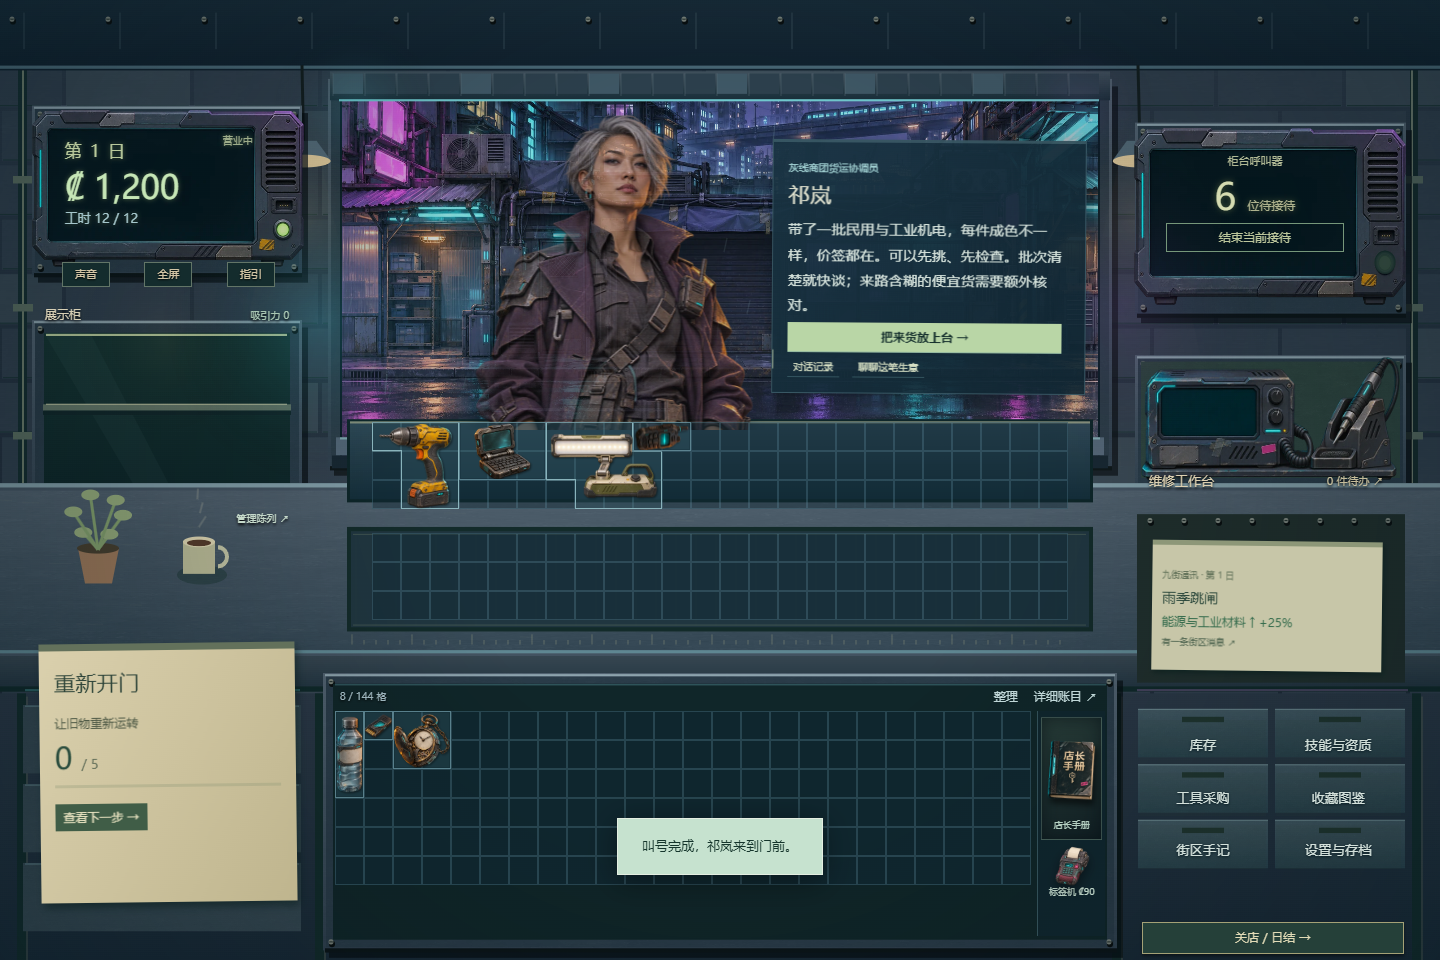 第 1 日
营业中
₡ 1,200
工时 12 / 12
声音
全屏
指引
展示柜
吸引力 0
管理陈列 ↗
灰线商团货运协调员
祁岚
带了一批民用与工业机电，每件成色不一
样，价签都在。可以先挑、先检查。批次清
楚就快谈；来路含糊的便宜货需要额外核
对。
把来货放上台 →
对话记录
聊聊这笔生意
柜台呼叫器
6 位待接待
结束当前接待
维修工作台
0 件待办 ↗
九街通讯 · 第 1 日
雨季跳闸
能源与工业材料 ↑ +25%
有一条街区消息 ↗
重新开门
让旧物重新运转
0 / 5
查看下一步 →
8 / 144 格
整理
详细账目 ↗
店长
手册
店长手册
标签机 ₡90
叫号完成，祁岚来到门前。
库存
技能与资质
工具采购
收藏图鉴
街区手记
设置与存档
关店 / 日结 →